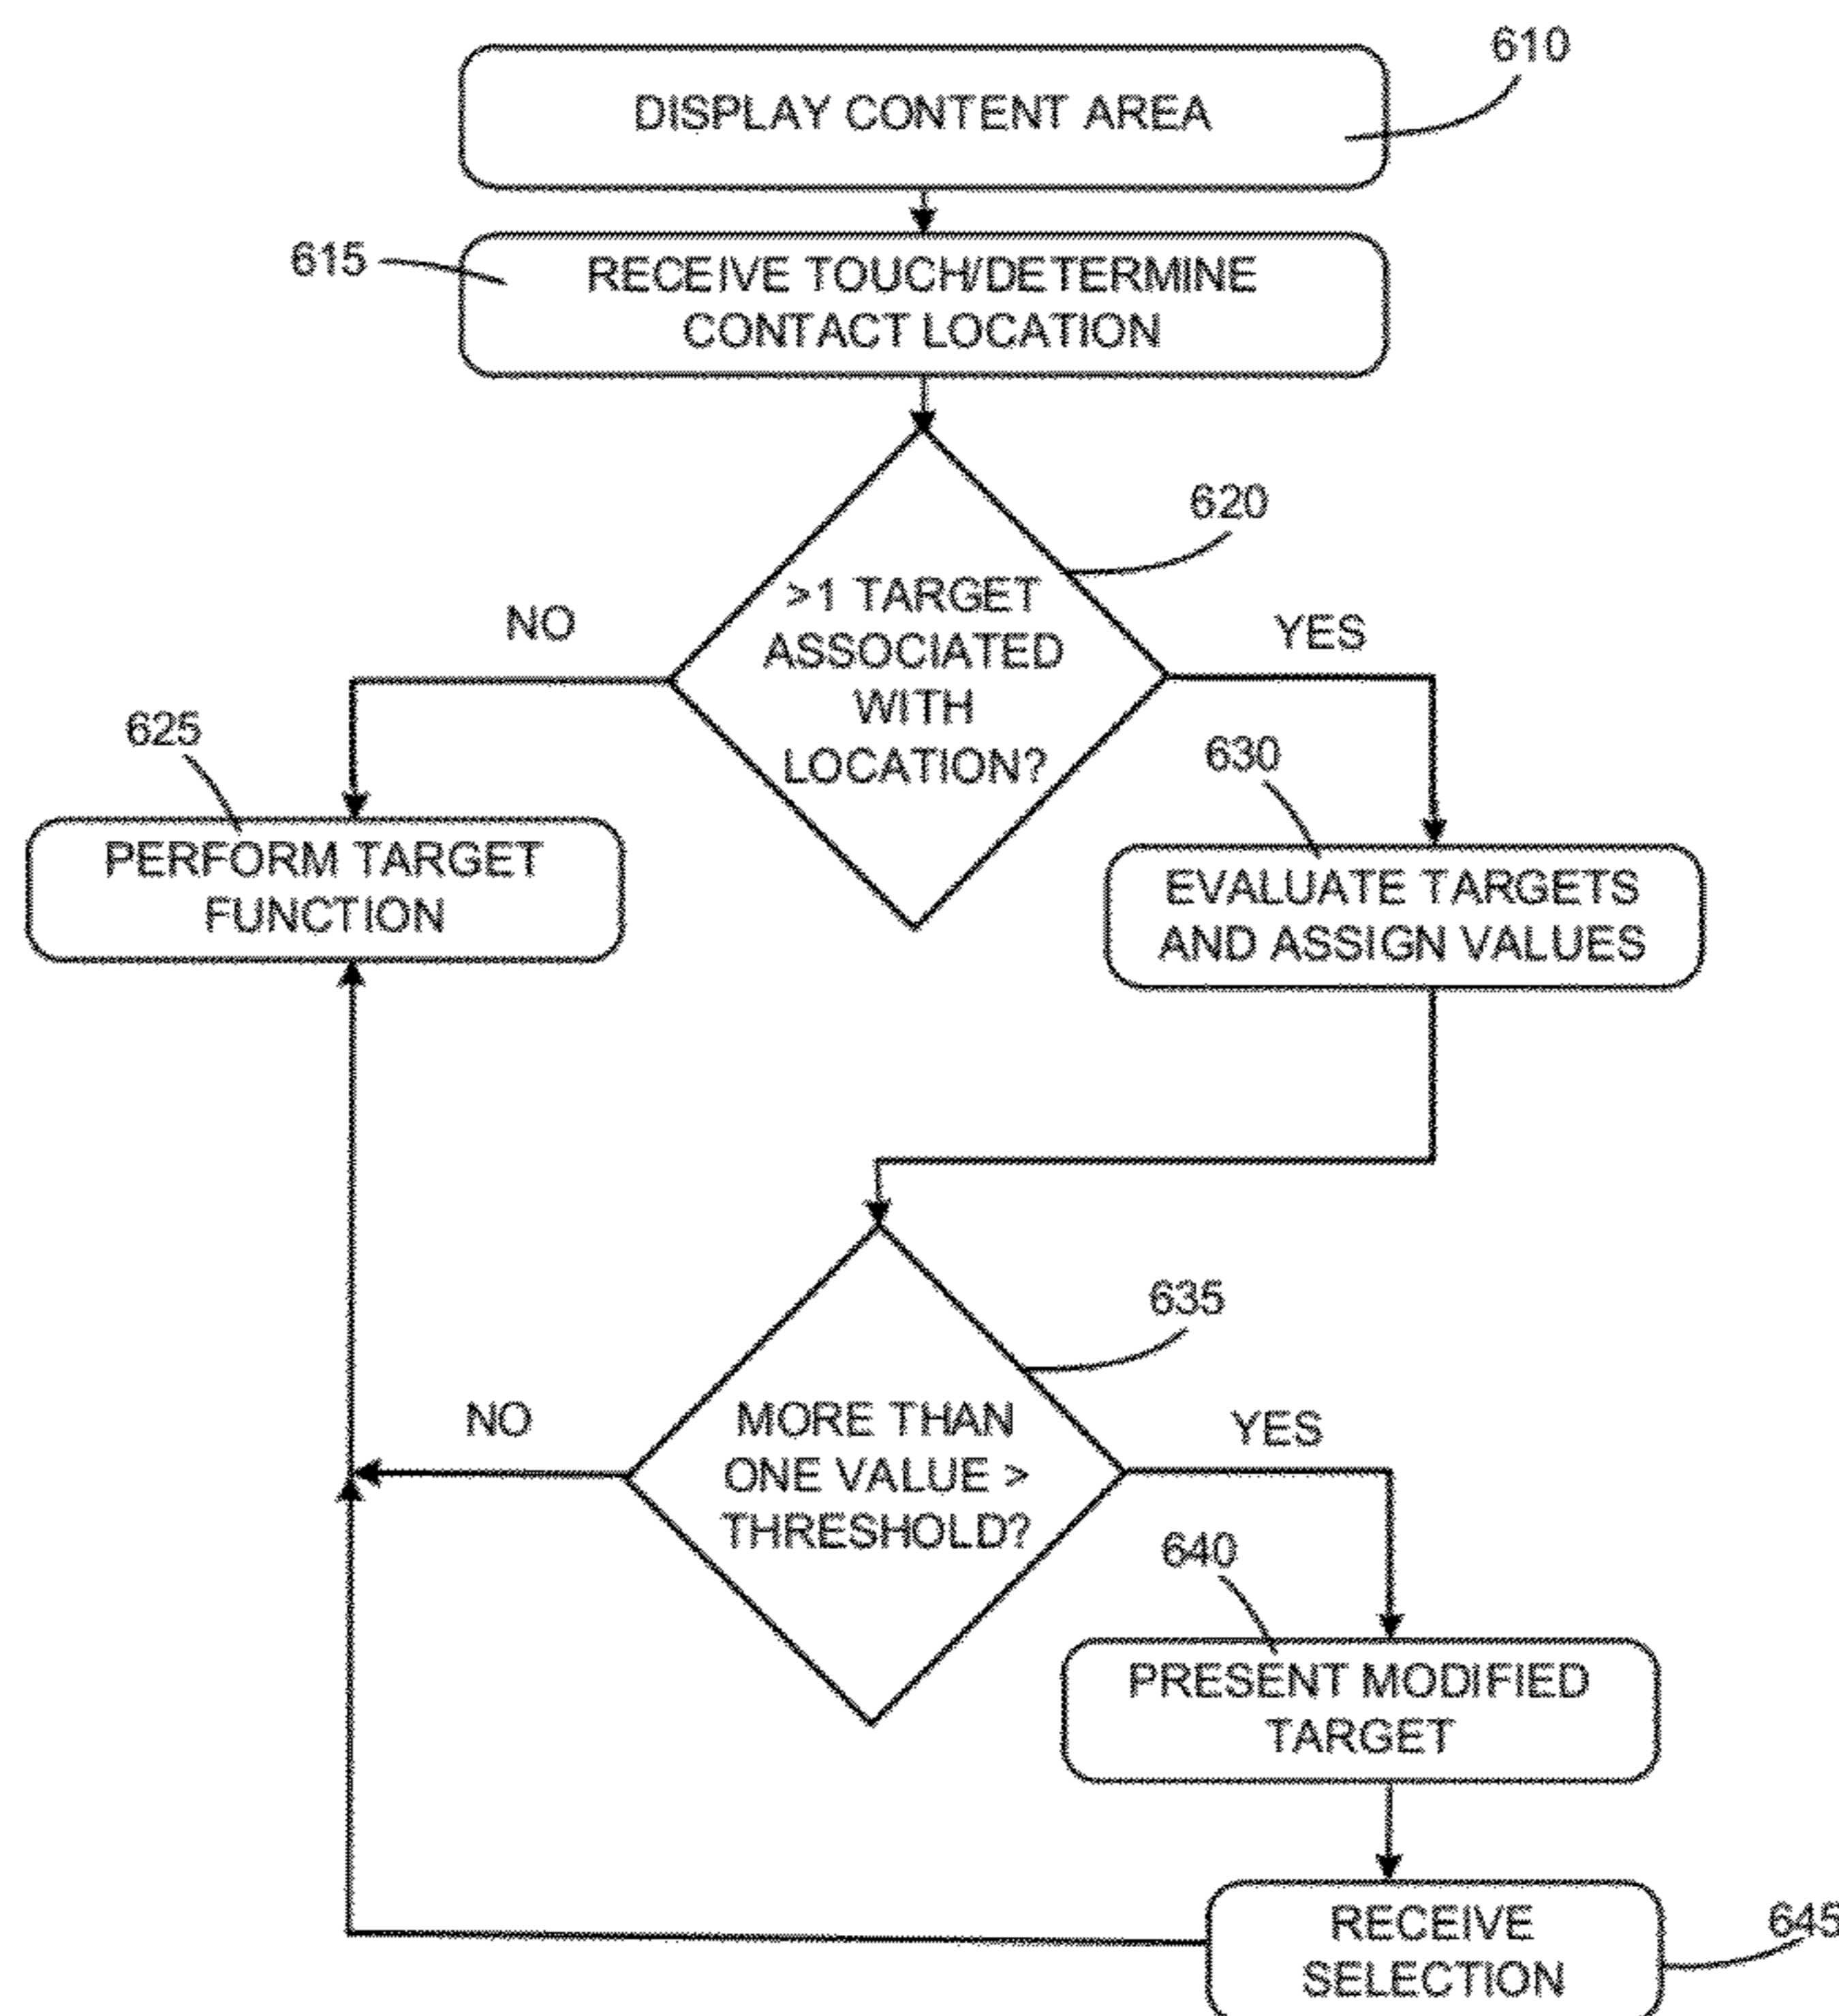 610
DISPLAY CONTENT AREA
615
RECEIVE TOUCH/DETERMINE
CONTACT LOCATION
620
>1 TARGET
ASSOCIATED
WITH
LOCATION?
NO
YES
625
PERFORM TARGET
FUNCTION
630
EVALUATE TARGETS
AND ASSIGN VALUES
635
MORE THAN
ONE VALUE >
THRESHOLD?
NO
YES
640
PRESENT MODIFIED
TARGET
RECEIVE
SELECTION
645